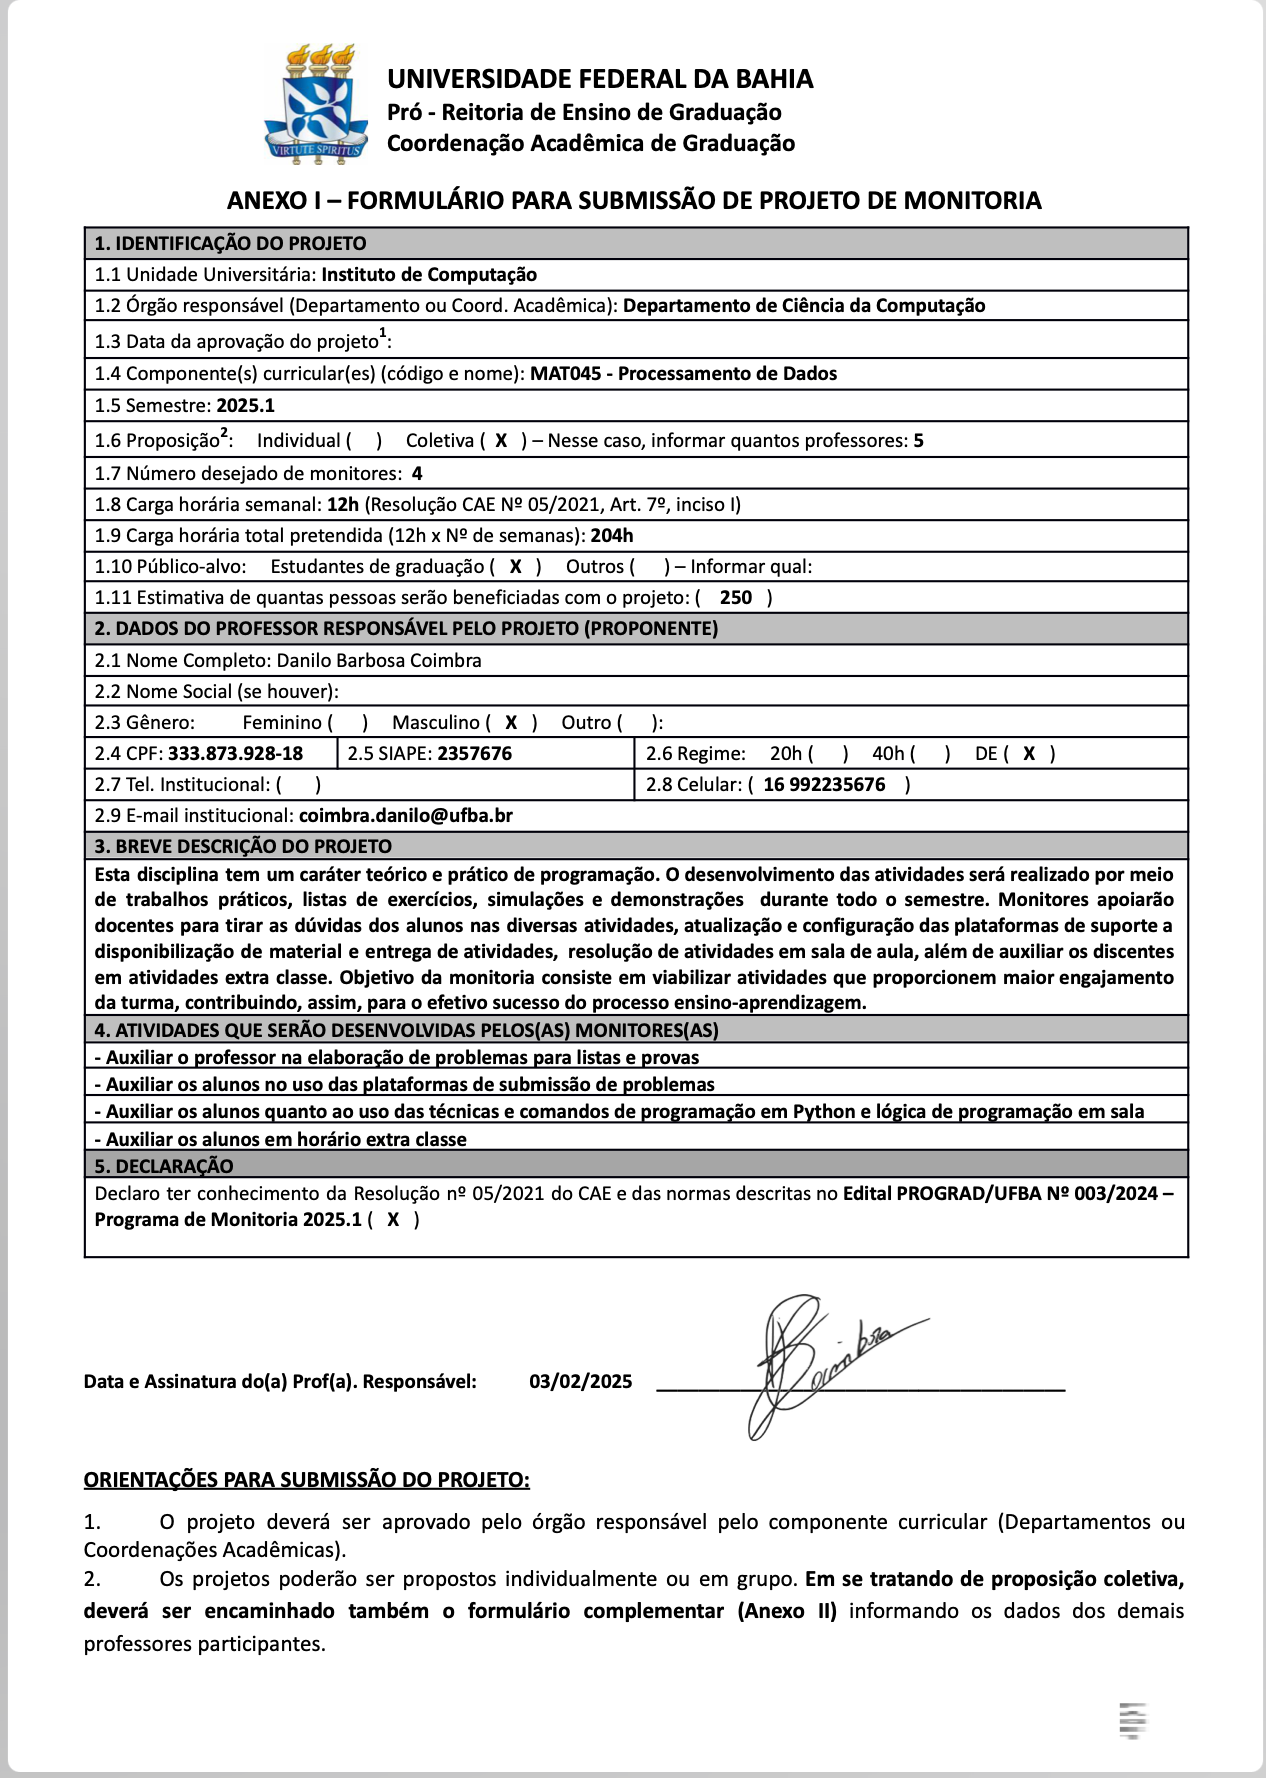 VIRTUTE SPIRITUS
UNIVERSIDADE FEDERAL DA BAHIA
Pró - Reitoria de Ensino de Graduação
Coordenação Acadêmica de Graduação
ANEXO I – FORMULÁRIO PARA SUBMISSÃO DE PROJETO DE MONITORIA
1. IDENTIFICAÇÃO DO PROJETO
1.1 Unidade Universitária: Instituto de Computação
1.2 Órgão responsável (Departamento ou Coord. Acadêmica): Departamento de Ciência da Computação
1.3 Data da aprovação do projeto¹:
1.4 Componente(s) curricular(es) (código e nome): MAT045 - Processamento de Dados
1.5 Semestre: 2025.1
1.6 Proposição²: Individual ( ) Coletiva ( X ) – Nesse caso, informar quantos professores: 5
1.7 Número desejado de monitores: 4
1.8 Carga horária semanal: 12h (Resolução CAE Nº 05/2021, Art. 7º, inciso I)
1.9 Carga horária total pretendida (12h x Nº de semanas): 204h
1.10 Público-alvo: Estudantes de graduação ( X ) Outros ( ) – Informar qual:
1.11 Estimativa de quantas pessoas serão beneficiadas com o projeto: ( 250 )
2. DADOS DO PROFESSOR RESPONSÁVEL PELO PROJETO (PROPONENTE)
2.1 Nome Completo: Danilo Barbosa Coimbra
2.2 Nome Social (se houver):
2.3 Gênero: Feminino ( ) Masculino ( X ) Outro ( ):
2.4 CPF: 333.873.928-18 2.5 SIAPE: 2357676 2.6 Regime: 20h ( ) 40h ( ) DE ( X )
2.7 Tel. Institucional: ( ) 2.8 Celular: ( 16 992235676 )
2.9 E-mail institucional: coimbra.danilo@ufba.br
3. BREVE DESCRIÇÃO DO PROJETO
Esta disciplina tem um caráter teórico e prático de programação. O desenvolvimento das atividades será realizado por meio
de trabalhos práticos, listas de exercícios, simulações e demonstrações durante todo o semestre. Monitores apoiarão
docentes para tirar as dúvidas dos alunos nas diversas atividades, atualização e configuração das plataformas de suporte a
disponibilização de material e entrega de atividades, resolução de atividades em sala de aula, além de auxiliar os discentes
em atividades extra classe. Objetivo da monitoria consiste em viabilizar atividades que proporcionem maior engajamento
da turma, contribuindo, assim, para o efetivo sucesso do processo ensino-aprendizagem.
4. ATIVIDADES QUE SERÃO DESENVOLVIDAS PELOS(AS) MONITORES(AS)
- Auxiliar o professor na elaboração de problemas para listas e provas
- Auxiliar os alunos no uso das plataformas de submissão de problemas
- Auxiliar os alunos quanto ao uso das técnicas e comandos de programação em Python e lógica de programação em sala
- Auxiliar os alunos em horário extra classe
5. DECLARAÇÃO
Declaro ter conhecimento da Resolução nº 05/2021 do CAE e das normas descritas no Edital PROGRAD/UFBA Nº 003/2024 –
Programa de Monitoria 2025.1 ( X )
Coimbra
Data e Assinatura do(a) Prof(a). Responsável: 03/02/2025
ORIENTAÇÕES PARA SUBMISSÃO DO PROJETO:
1. O projeto deverá ser aprovado pelo órgão responsável pelo componente curricular (Departamentos ou
Coordenações Acadêmicas).
2. Os projetos poderão ser propostos individualmente ou em grupo. Em se tratando de proposição coletiva,
deverá ser encaminhado também o formulário complementar (Anexo II) informando os dados dos demais
professores participantes.